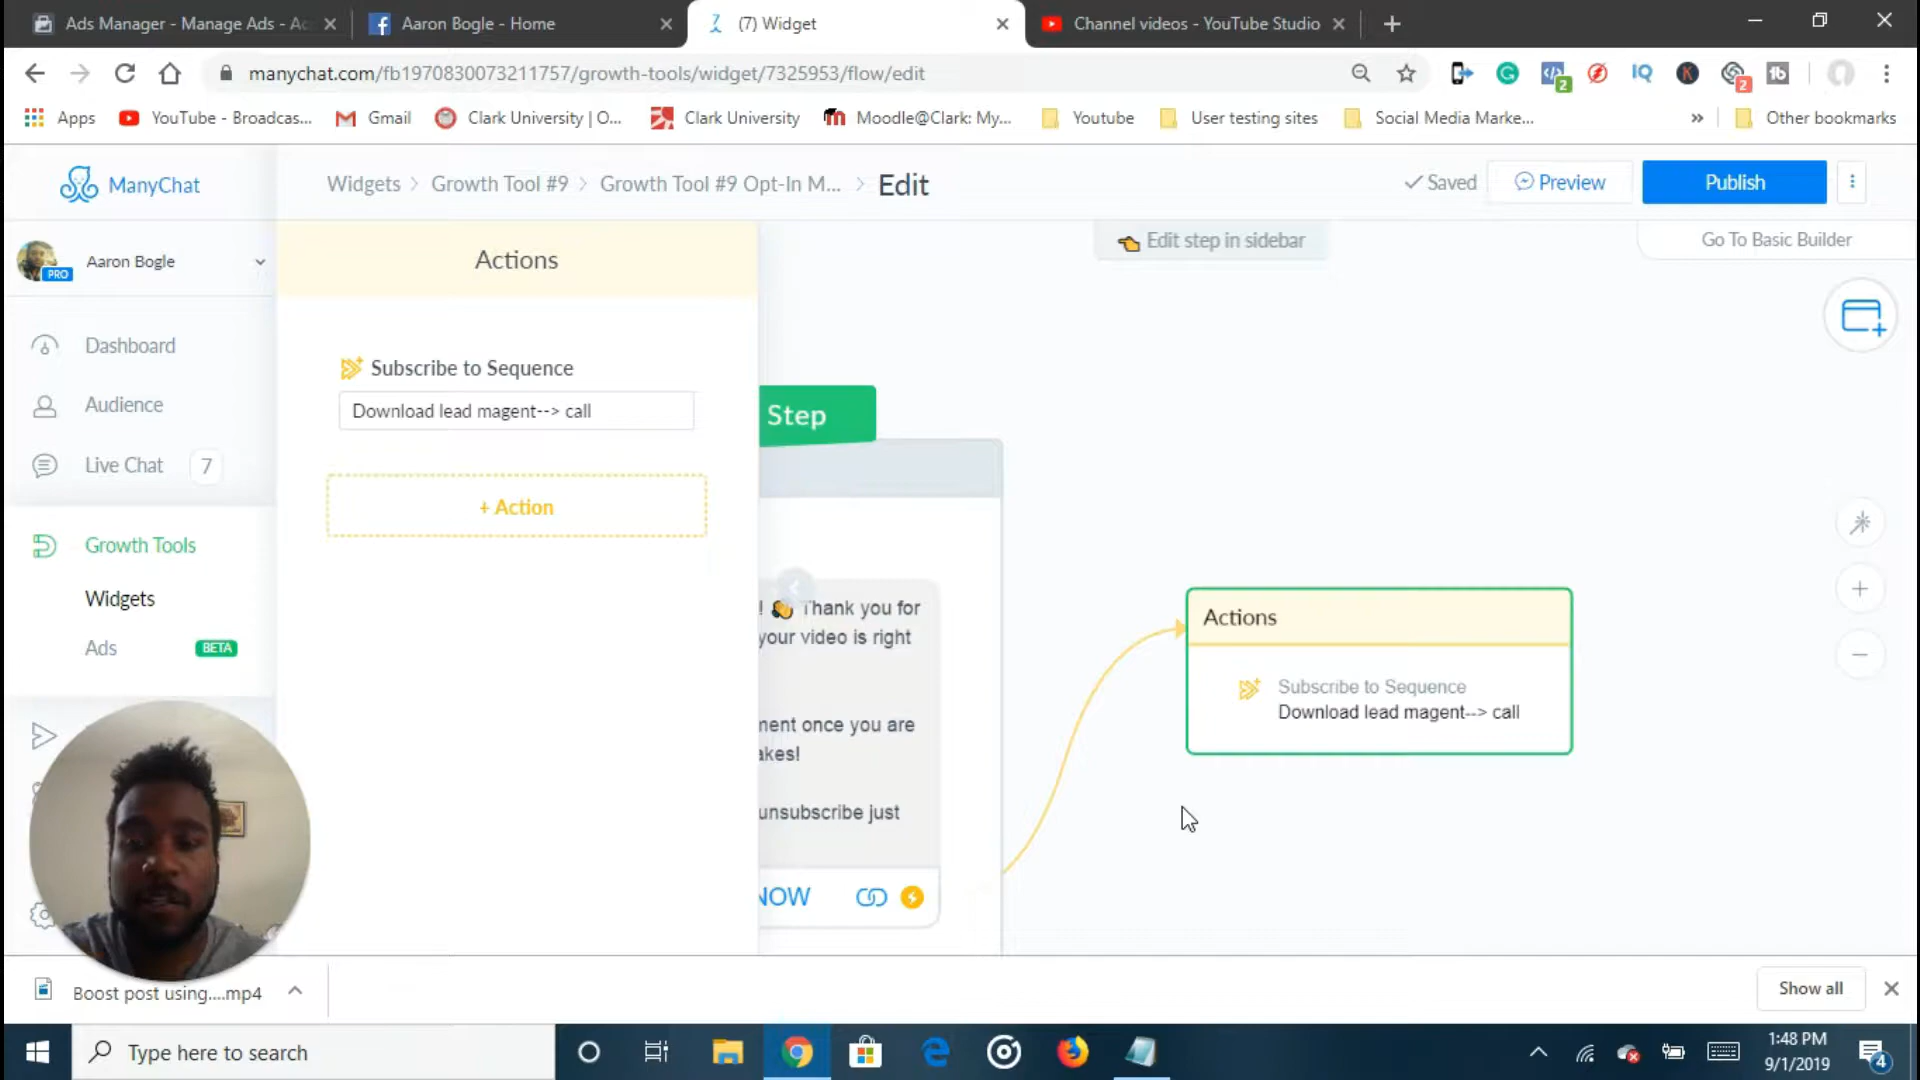 Ads Manager - Manage Ads - Ac
Aaron Bogle - Home
(7) Widget
Channel videos - YouTube Studio
manychat.com/fb1970830073211757/growth-tools/widget/7325953/flow/edit
2
IQ
K
2
tb
Apps
YouTube - Broadcas...
Gmail
Clark University | O...
Clark University
Moodle@Clark: My...
Youtube
User testing sites
Social Media Marke...
»
Other bookmarks
ManyChat
Widgets > Growth Tool #9 > Growth Tool #9 Opt-In M... > Edit
Saved
Preview
Publish
Aaron Bogle
PRO
Actions
Edit step in sidebar
Go To Basic Builder
Dashboard
Audience
Live Chat 7
Growth Tools
Widgets
Ads BETA
Subscribe to Sequence
Download lead magent--> call
+ Action
Step
! Thank you for
your video is right
ment once you are
akes!
unsubscribe just
NOW
Actions
Subscribe to Sequence
Download lead magent--> call
Boost post using....mp4
Show all
Type here to search
1:48 PM
9/1/2019
4